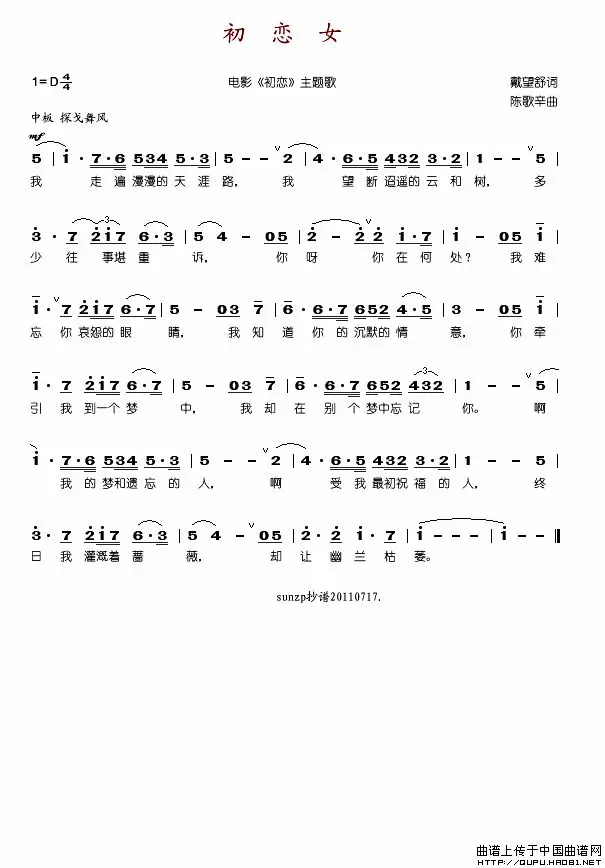 初 恋 女
1=D 4/4 电影《初恋》主题歌 戴望舒词
陈歌辛曲
中板 探戈舞风
mf
5 | i· 7·6 534 5·3 | 5 - - 2 | 4· 6·5 432 3·2 | 1 - - 5 |
我 走遍漫漫的天涯路， 我 望断迢遥的云和树， 多
3· 7 2i7 6·3 | 5 4 - 05 | 2 - 2 2 | i·7 i - 05 i |
少 往 事堪重 诉， 你 呀 你 在 何 处？ 我 难
i· 7 2i7 6·7 | 5 - 03 7 | 6· 6·7 652 4·5 | 3 - 05 i |
忘 你 哀怨的眼 睛， 我 知 道 你 的 沉默的情 意， 你 牵
i· 7 2i7 6·7 | 5 - 03 7 | 6· 6·7 652 432 | 1 - - 5 |
引 我 到一个梦 中， 我 却 在 别 个 梦中忘记 你。 啊
i· 7·6 534 5·3 | 5 - - 2 | 4· 6·5 432 3·2 | 1 - - 5 |
我 的 梦和遗忘的人， 啊 受我最初祝福的人， 终
3· 7 2i7 6·3 | 5 4 - 05 | 2· 2 i·7 | i - - - | i - - ‖
日 我 灌溉着蔷 薇， 却 让 幽兰枯 萎。
sunzp抄谱20110717.
曲谱上传于中国曲谱网
HTTP://WWW.QUPU.HAO81.NET